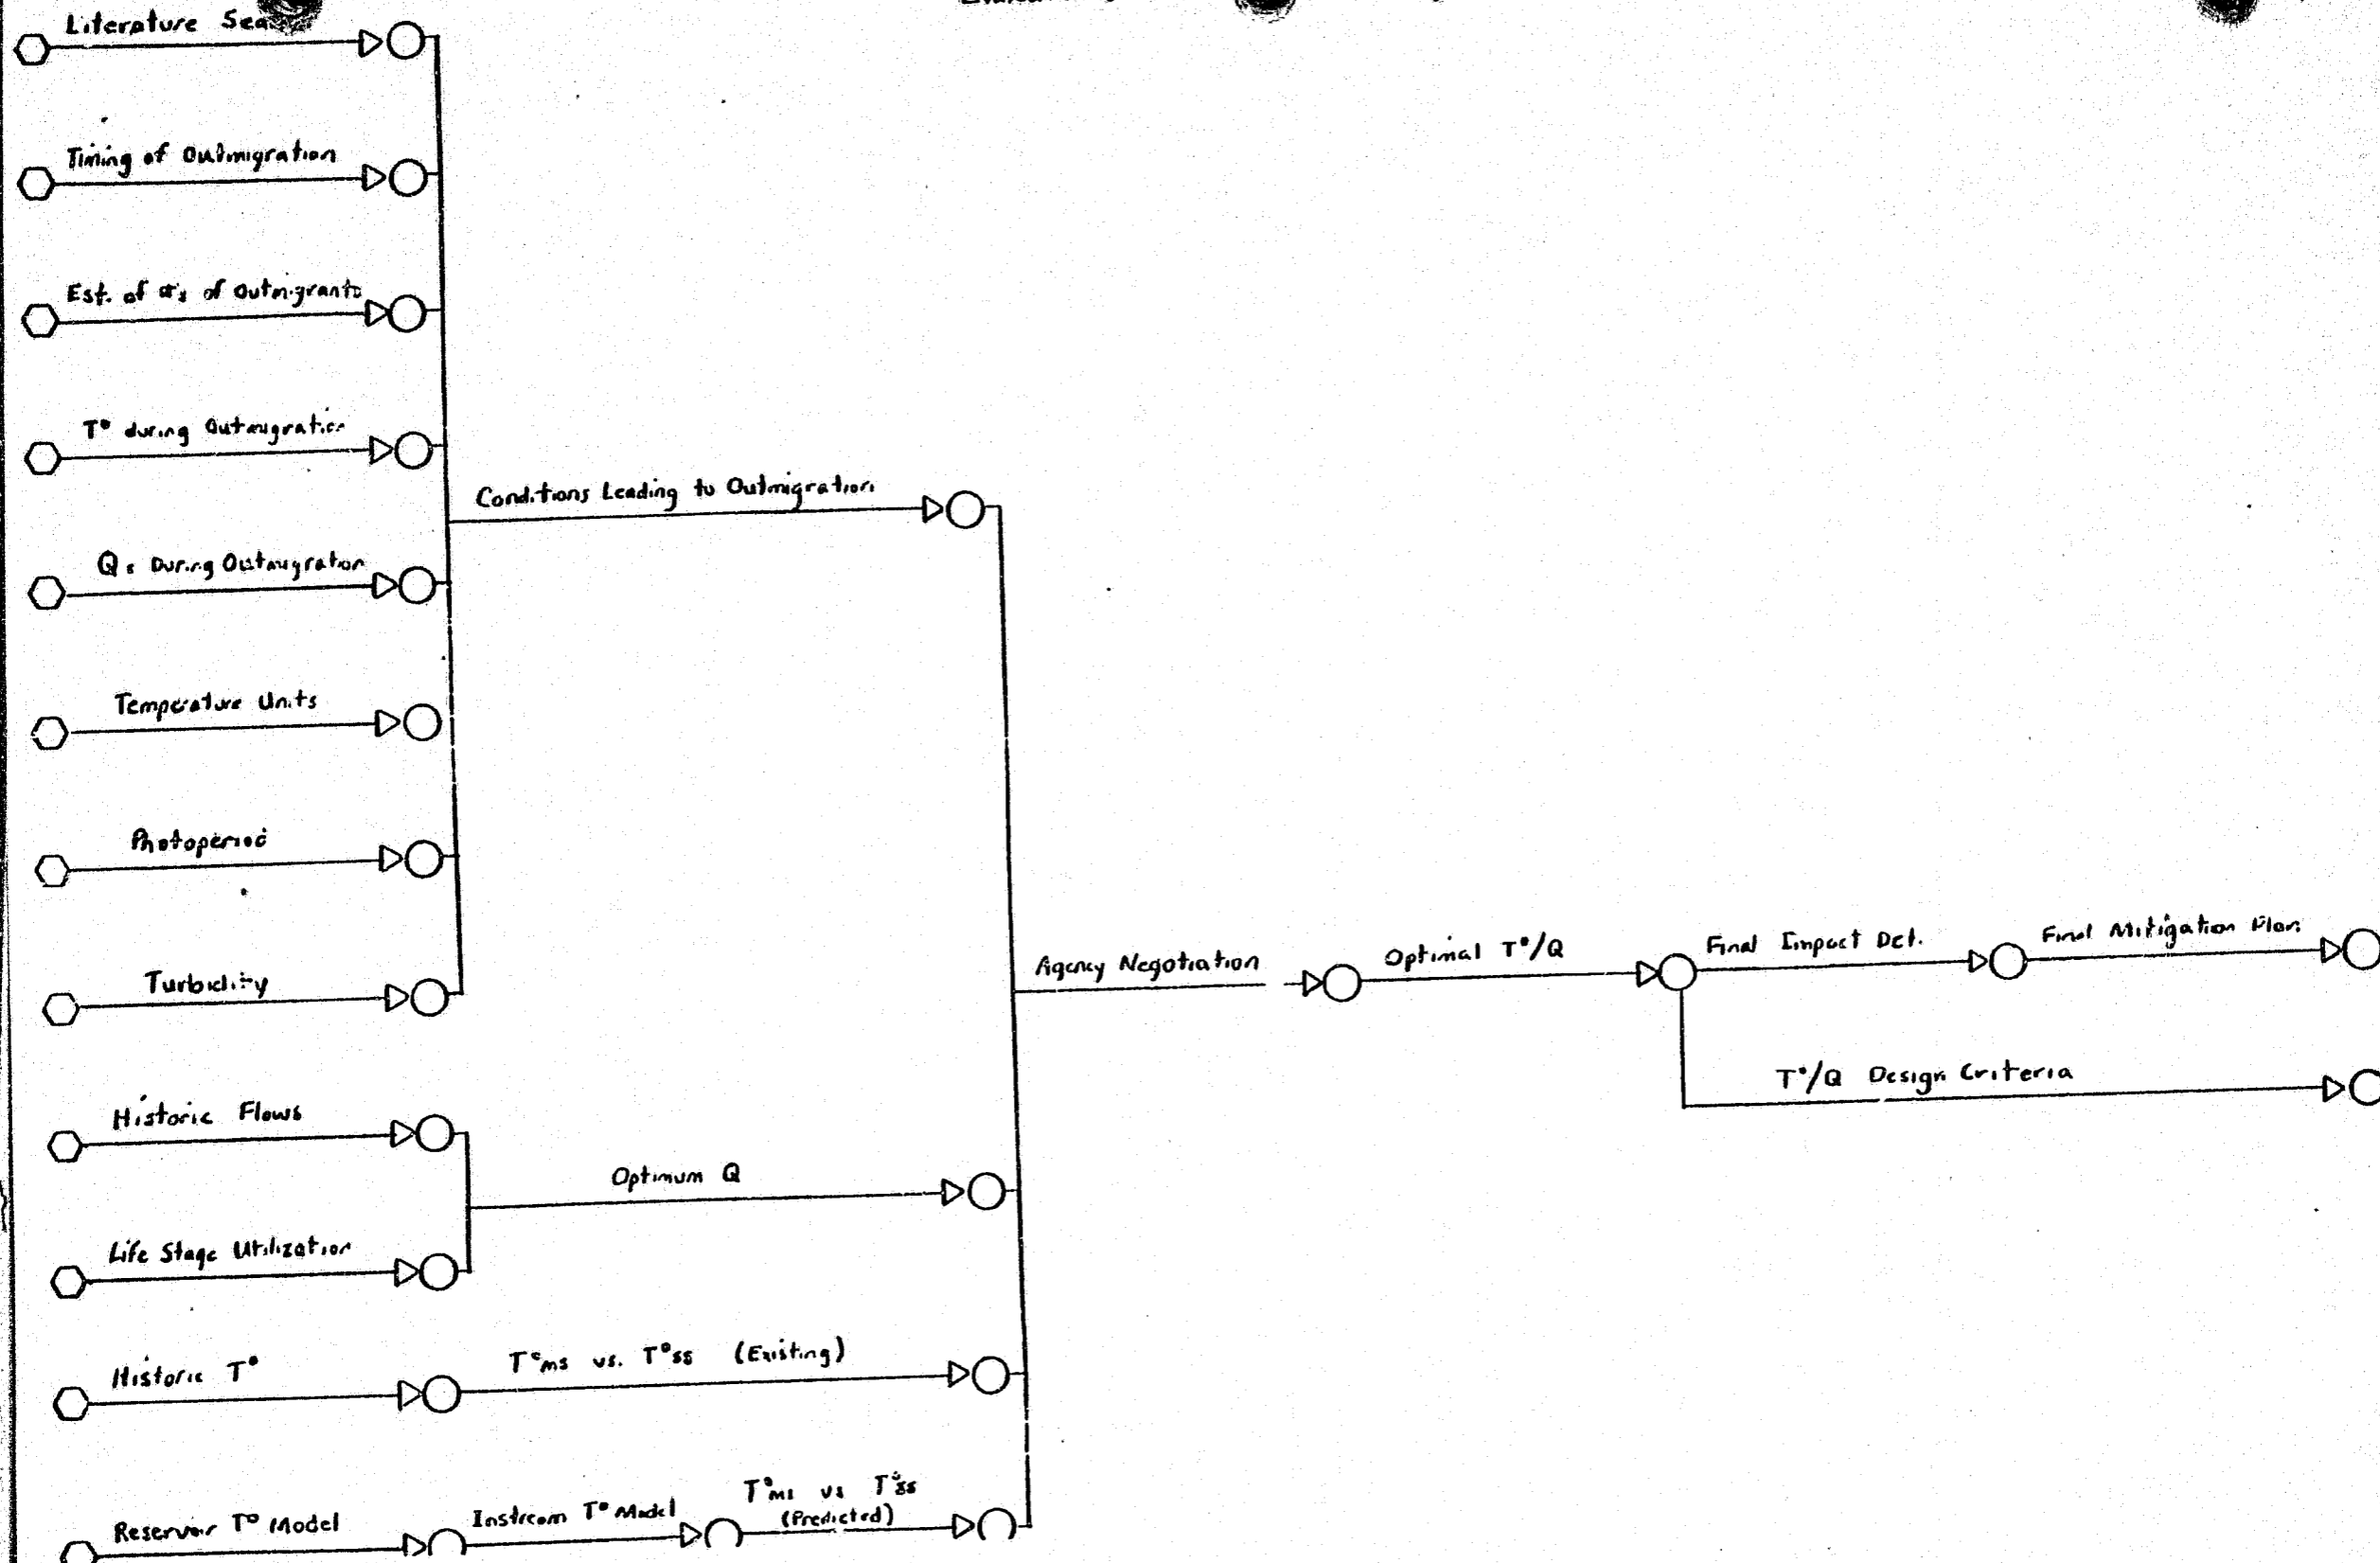 Literature
Timing of Outmigration
Est. of #'s of Outmigrants
T° during Outmigration
Qs During Outmigration
Conditions Leading to Outmigration
Temperature Units
Photoperiod
Turbidity
Agency Negotiation
Optimal T°/Q
Final Impact Det.
Final Mitigation Plan
T°/Q Design Criteria
Historic Flows
Optimum Q
Life Stage Utilization
Historic T°
T°ms vs. T°ss (Existing)
Reservoir T° Model
Instream T° Model
T°ms vs T°ss
(Predicted)